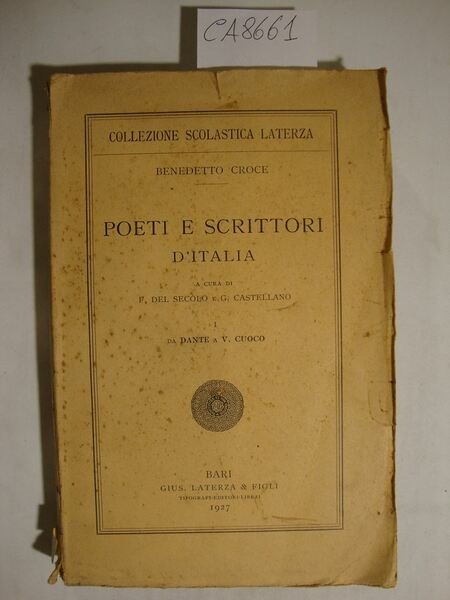 CA8661
COLLEZIONE SCOLASTICA LATERZA
BENEDETTO CROCE
POETI E SCRITTORI
D'ITALIA
A CURA DI
F. DEL SECOLO E G. CASTELLANO
I
DA DANTE A V. CUOCO
BARI
GIUS. LATERZA & FIGLI
TIPOGRAFI-EDITORI-LIBRAI
1927